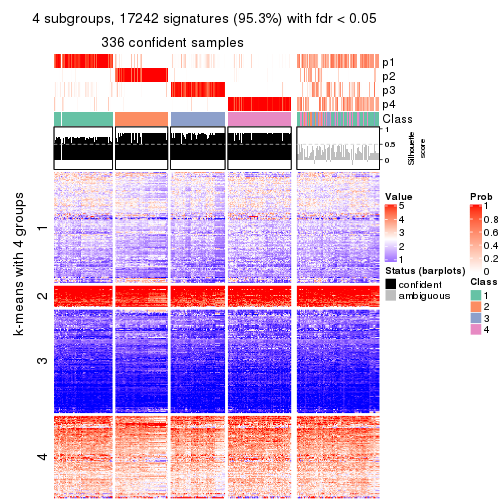 4 subgroups, 17242 signatures (95.3%) with fdr < 0.05
336 confident samples
p1
p2
p3
p4
Class
1
0.5
0
Silhouette
score
k-means with 4 groups
1
2
3
4
Value
5
4
3
2
1
Status (barplots)
confident
ambiguous
Prob
1
0.8
0.6
0.4
0.2
0
Class
1
2
3
4